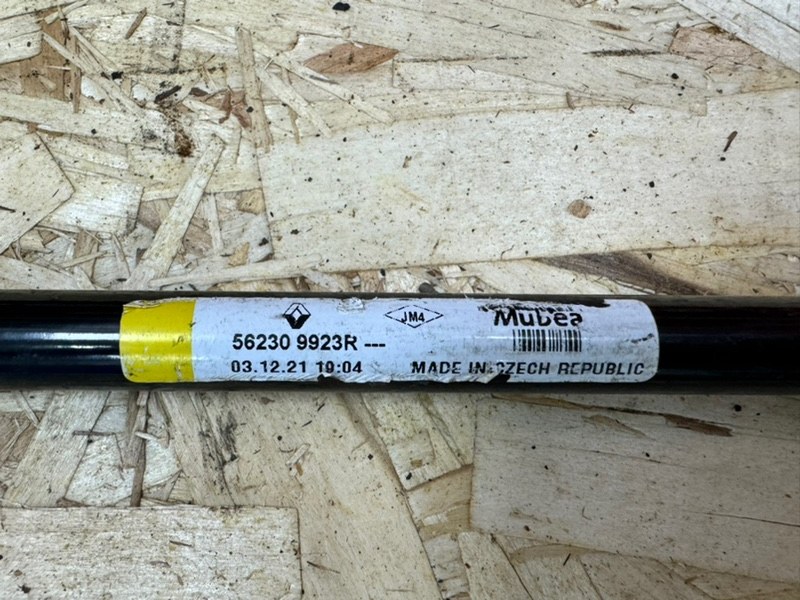 JM4
Mubea
56230 9923R ---
03.12.21 19:04
MADE IN CZECH REPUBLIC